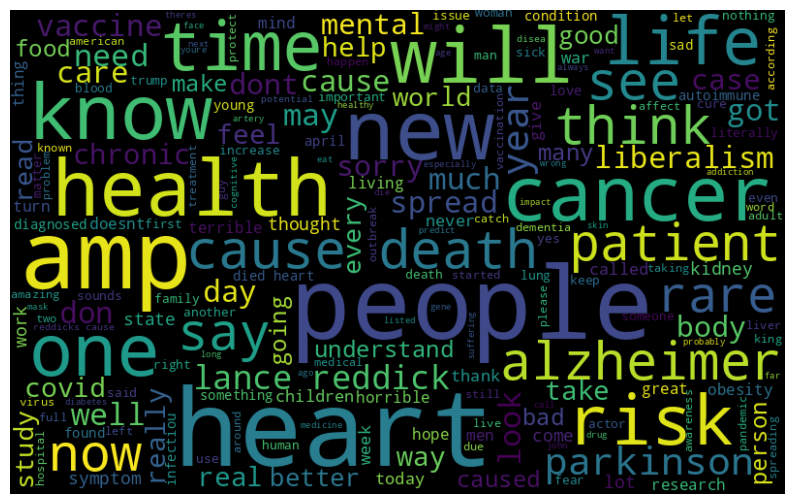 theres
face
disea
let
theres
american
next
youre
protect
vaccine
food need
care
thing
trump
make
blood
young
time
mental
help
happen
cause
mind
issue
might
age
woman
man
sick
condition
good
war
sad
nothing
according
will
life
see
case
autoimmune
know
dont
may
feel
april
world
new
year
data
love
give
important
potential
healthy
cure
affect
literally
got
think
many
liberalism
known
read
matter
problem
turn
chronic
artery
treatment
guy
cognitive
increase
eat
sorry
living
especially
much
spread
die
vaccination
wrong
addiction
health
cancer
diagnosed
doesnt
first
terrible
thought
every
never
catch
impact
dementia
yes
skin
word
adult
even
amp
cause
death
patient
outbreak
predict
died heart
death
started
lung
called
taking
kidney
amazing
mask
sounds
family
day
people
gene
please
keep
someone
liver
rare
king
don
work
two
reddicks cause
state
another
going
listed
suffering
probably
far
one
say
right
long
ago
medical
understand
body
alzheimer
covid
virus
said
lance reddick
something
children
horrible
thank
still
take
great
obesity
person
pandemic
spreading
awareness
study
hospital
well
diabetes
full
found
left
really
infectiou
use
around
human
medicine
week
hope
live
men
due
look
bad
come
actor
drug
call
john
want
always
risk
now
symptom
real
better
way
today
heart
caused
fear
lot
parkinson
research